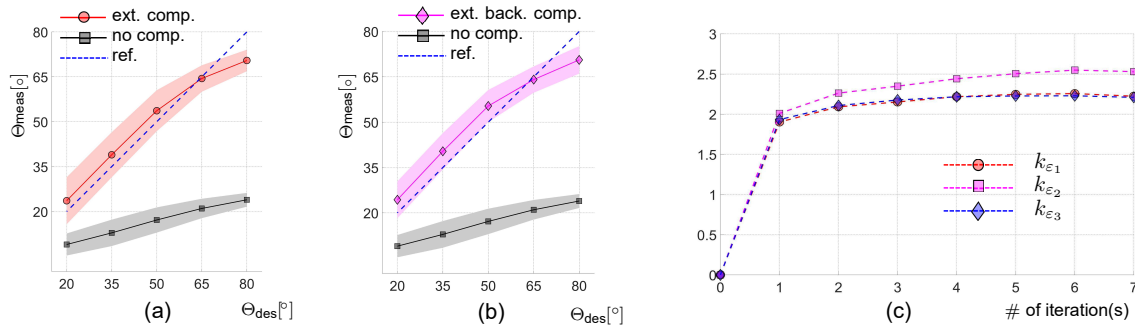 ext. comp.
no comp.
ref.
80
65
50
35
20
Θmeas[○]
20 35 50 65 80
(a)
Θdes[○]
ext. back. comp.
no comp.
ref.
80
65
50
35
20
Θmeas[○]
20 35 50 65 80
(b)
Θdes[○]
3
2.5
2
1.5
1
0.5
0
kε1
kε2
kε3
0 1 2 3 4 5 6 7
(c)
# of iteration(s)